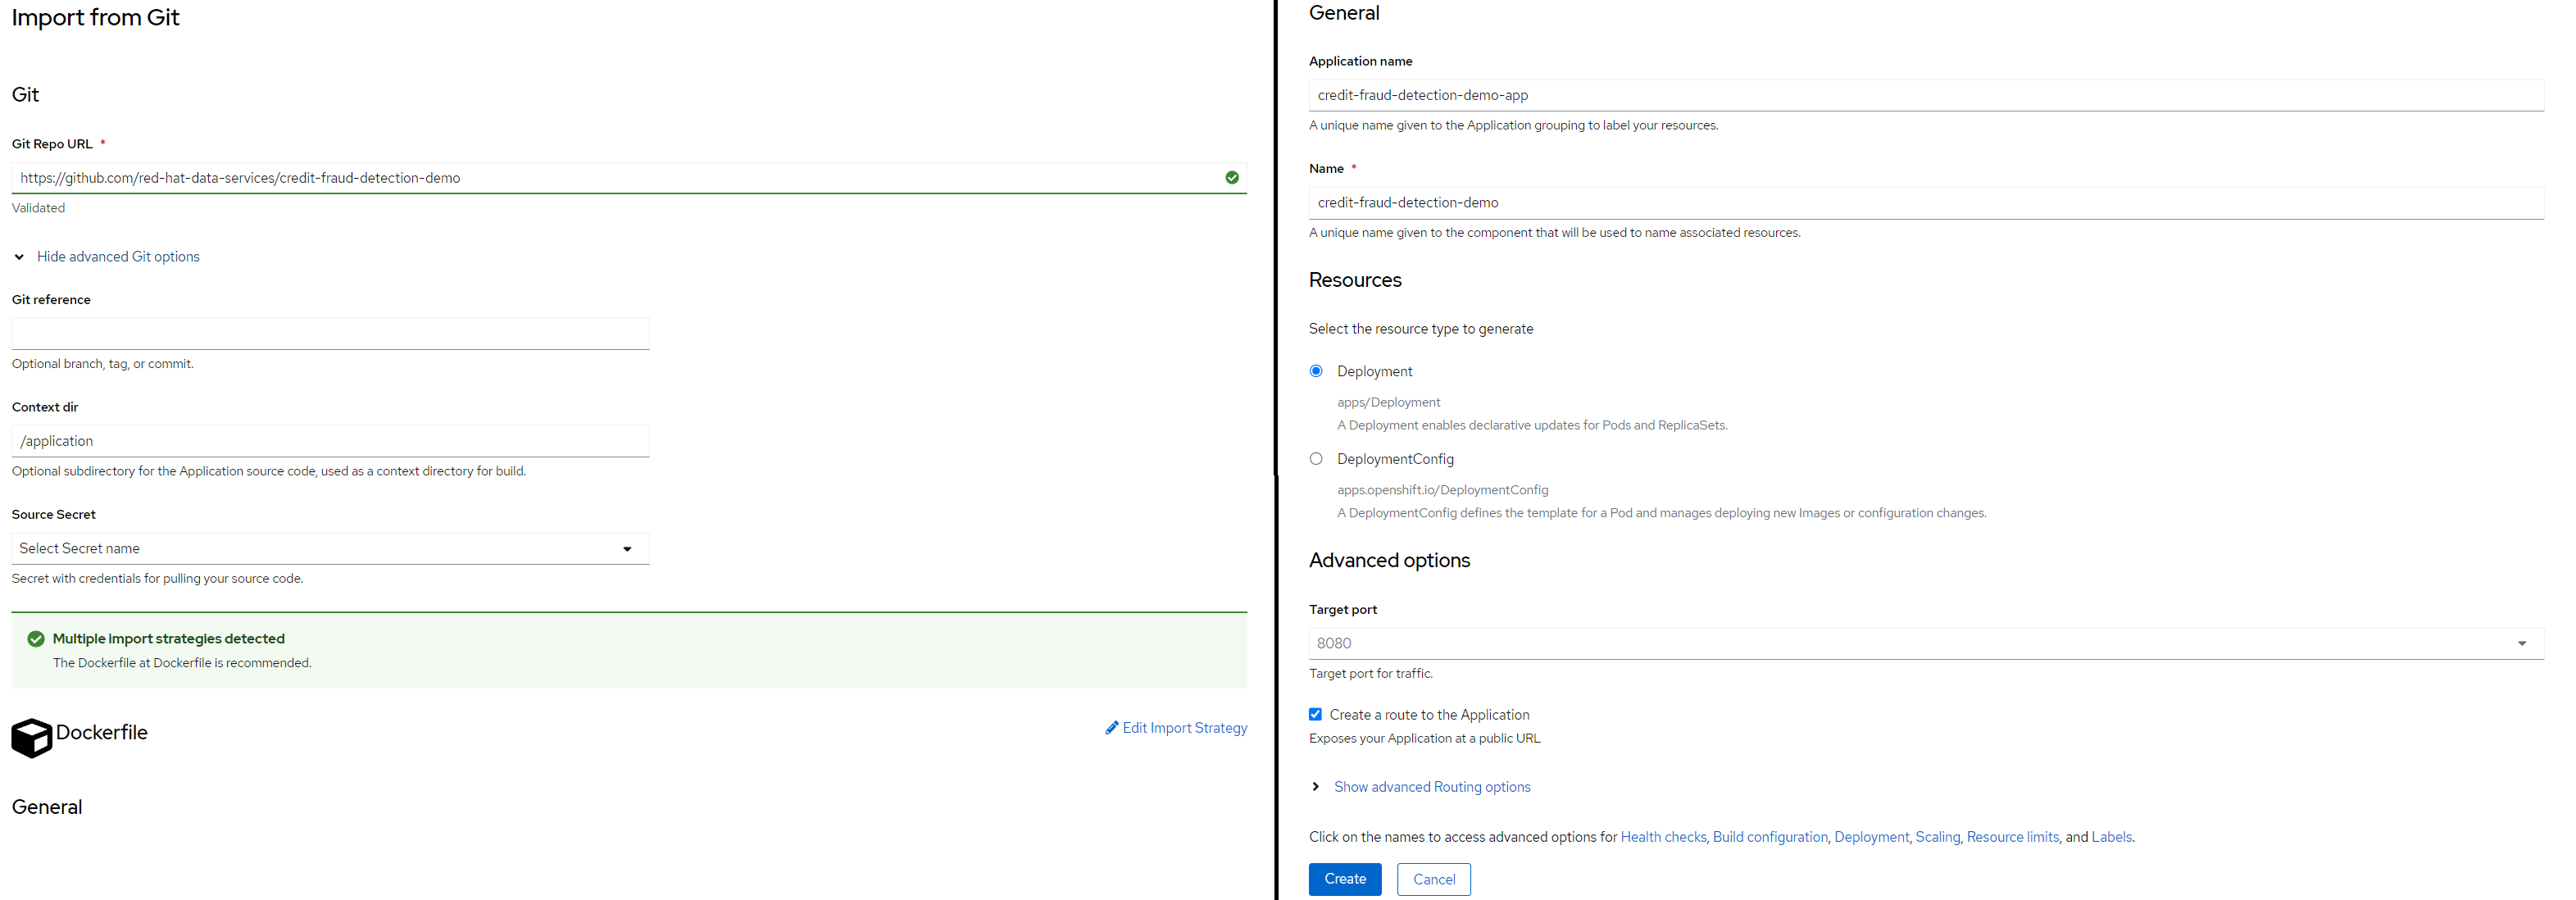 Import from Git
Git
Git Repo URL *
https://github.com/red-hat-data-services/credit-fraud-detection-demo
Validated
Hide advanced Git options
Git reference
Optional branch, tag, or commit.
Context dir
/application
Optional subdirectory for the Application source code, used as a context directory for build.
Source Secret
Select Secret name
Secret with credentials for pulling your source code.
Multiple import strategies detected
The Dockerfile at Dockerfile is recommended.
Dockerfile
Edit Import Strategy
General
General
Application name
credit-fraud-detection-demo-app
A unique name given to the Application grouping to label your resources.
Name *
credit-fraud-detection-demo
A unique name given to the component that will be used to name associated resources.
Resources
Select the resource type to generate
Deployment
apps/Deployment
A Deployment enables declarative updates for Pods and ReplicaSets.
DeploymentConfig
apps.openshift.io/DeploymentConfig
A DeploymentConfig defines the template for a Pod and manages deploying new Images or configuration changes.
Advanced options
Target port
8080
Target port for traffic.
Create a route to the Application
Exposes your Application at a public URL
Show advanced Routing options
Click on the names to access advanced options for Health checks, Build configuration, Deployment, Scaling, Resource limits, and Labels.
Create
Cancel